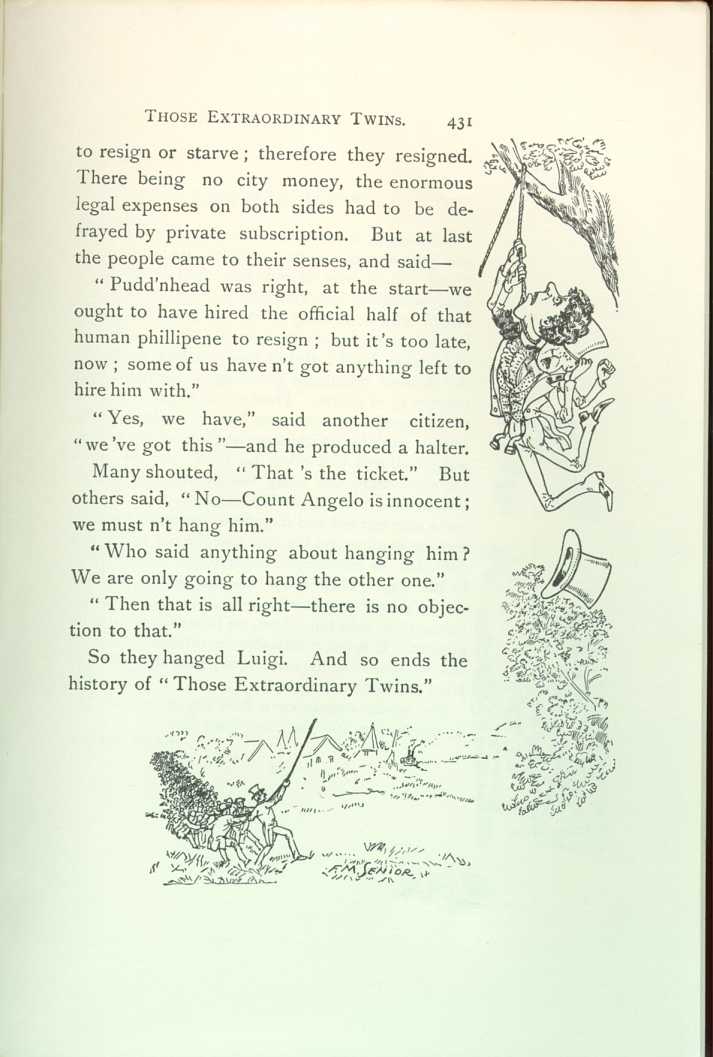 THOSE EXTRAORDINARY TWINS. 431
to resign or starve ; therefore they resigned.
There being no city money, the enormous
legal expenses on both sides had to be de-
frayed by private subscription. But at last
the people came to their senses, and said—
" Pudd'nhead was right, at the start—we
ought to have hired the official half of that
human phillipene to resign ; but it's too late,
now ; some of us have n't got anything left to
hire him with."
" Yes, we have," said another citizen,
" we 've got this "—and he produced a halter.
Many shouted, " That 's the ticket." But
others said, " No—Count Angelo is innocent ;
we must n't hang him."
" Who said anything about hanging him ?
We are only going to hang the other one."
" Then that is all right—there is no objec-
tion to that."
So they hanged Luigi. And so ends the
history of " Those Extraordinary Twins."
F.M. SENIOR